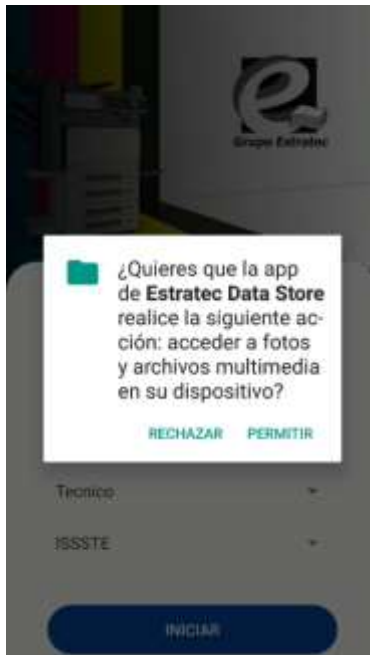 Grupo Estratec
¿Quieres que la app
de Estratec Data Store
realice la siguiente ac-
ción: acceder a fotos
y archivos multimedia
en su dispositivo?
RECHAZAR PERMITIR
Tecnico
ISSSTE
INICIAR